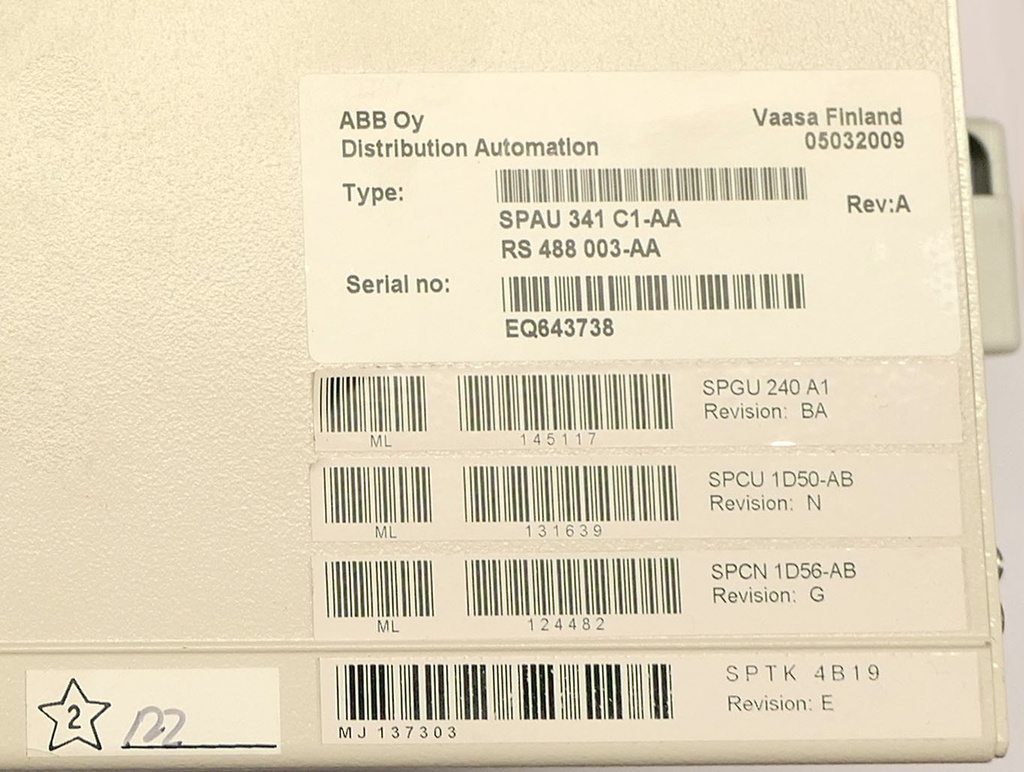 ABB Oy
Vaasa Finland
Distribution Automation
05032009
Type:
SPAU 341 C1-AA
Rev:A
RS 488 003-AA
Serial no:
EQ643738
SPGU 240 A1
Revision: BA
ML 145117
SPCU 1D50-AB
Revision: N
ML 131639
SPCN 1D56-AB
Revision: G
ML 124482
SPTK 4B19
Revision: E
MJ 137303
2